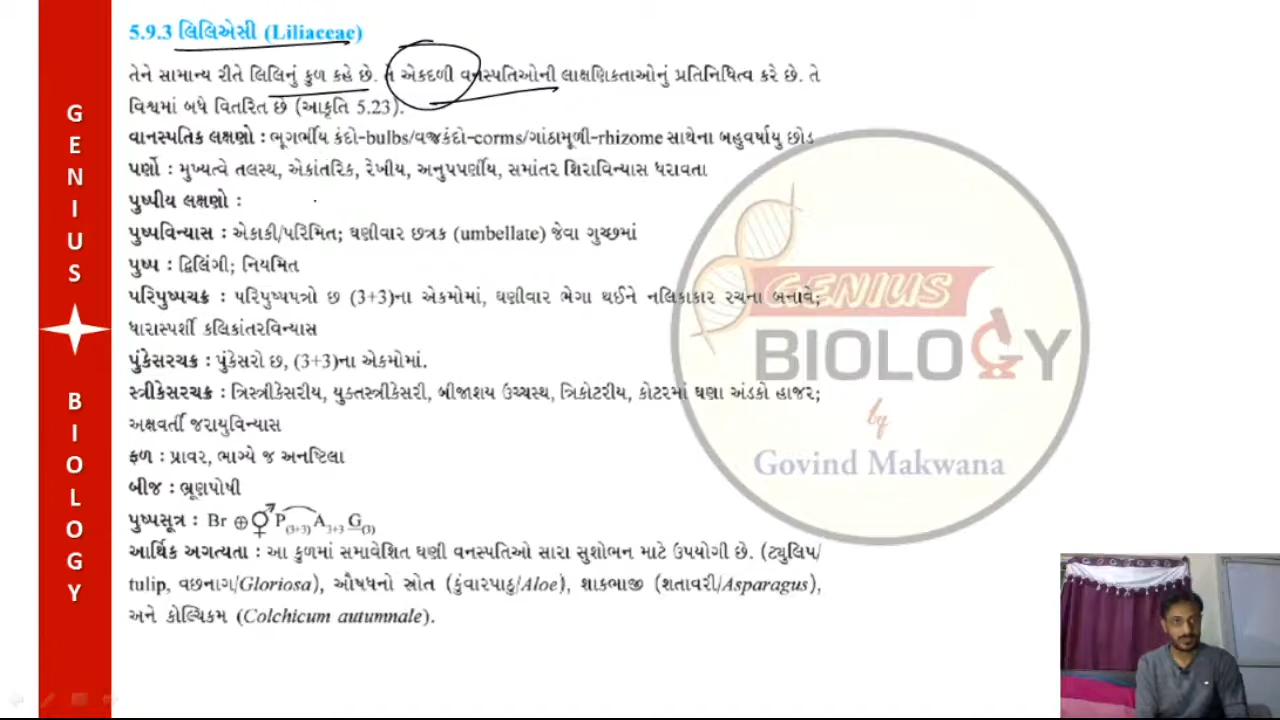 5.9.3 લિલિએસી (Liliaceae)
તેને સામાન્ય રીતે લિલિનું કુળ કહે છે. તે એકદળી વનસ્પતિઓની લાક્ષણિકતાઓનું પ્રતિનિધિત્વ કરે છે. તે
વિશ્વમાં બધે વિતરિત છે (આકૃતિ 5.23).
વાનસ્પતિક લક્ષણો : ભૂગર્ભીય કંદો-bulbs/વજ્રકંદો-corms/ગાંઠામૂળી-rhizome સાથેના બહુવર્ષાયુ છોડ
પર્ણો : મુખ્યત્વે તલસ્થ, એકાંતરિક, રેખીય, અનુપપર્ણીય, સમાંતર શિરાવિન્યાસ ધરાવતા
પુષ્પીય લક્ષણો :
પુષ્પવિન્યાસ : એકાકી/પરિમિત; ઘણીવાર છત્રક (umbellate) જેવા ગુચ્છમાં
પુષ્પ : દ્વિલિંગી; નિયમિત
પરિપુષ્પચક્ર : પરિપુષ્પપત્રો છ (3+3)ના એકમોમાં, ઘણીવાર ભેગા થઈને નલિકાકાર રચના બનાવે;
ધારાસ્પર્શી કલિકાંતરવિન્યાસ
પુંકેસરચક્ર : પુંકેસરો છ, (3+3)ના એકમોમાં.
સ્ત્રીકેસરચક્ર : ત્રિસ્ત્રીકેસરીય, યુક્તસ્ત્રીકેસરી, બીજાશય ઉચ્ચસ્થ, ત્રિકોટરીય, કોટરમાં ઘણા અંડકો હાજર;
અક્ષવર્તી જરાયુવિન્યાસ
ફળ : પ્રાવર, ભાગ્યે જ અનષ્ટિલા
બીજ : ભ્રૂણપોષી
પુષ્પસૂત્ર : Br ⊕ ⚥ P(3+3) A3+3 G(3)
આર્થિક અગત્યતા : આ કુળમાં સમાવેશિત ઘણી વનસ્પતિઓ સારા સુશોભન માટે ઉપયોગી છે. (ટ્યુલિપ/
tulip, વછનાગ/Gloriosa), ઔષધનો સ્રોત (કુંવારપાઠુ/Aloe), શાકભાજી (શતાવરી/Asparagus),
અને કોલ્ચિકમ (Colchicum autumnale).
GENIUS BIOLOGY
GENIUS
BIOLOGY
by
Govind Makwana